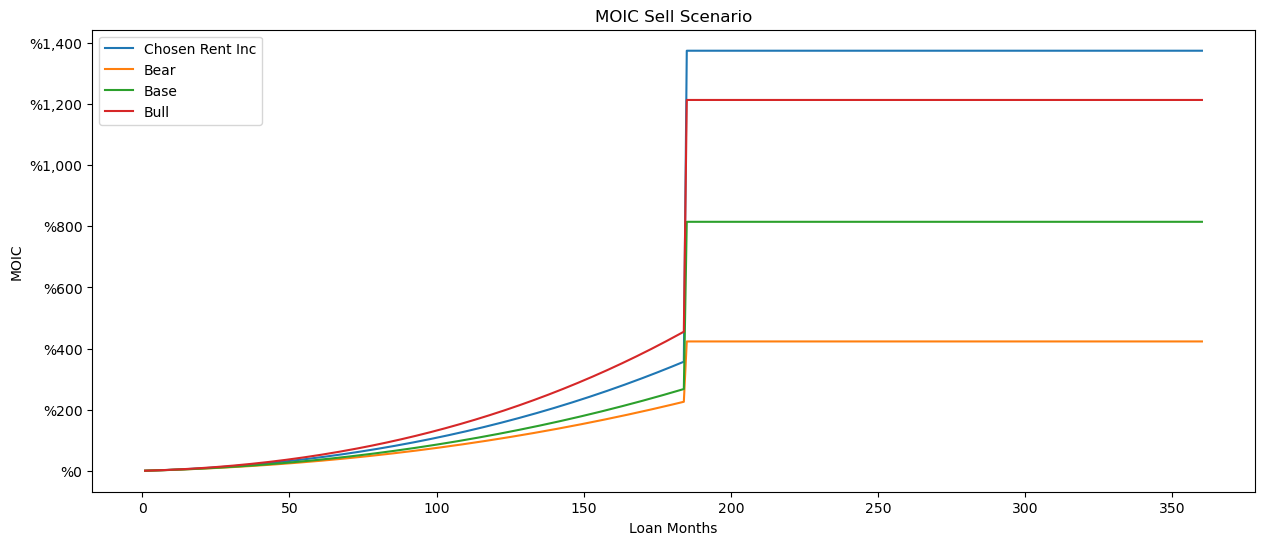 MOIC Sell Scenario
%1,400
%1,200
%1,000
%800
%600
%400
%200
%0
MOIC
Chosen Rent Inc
Bear
Base
Bull
0
50
100
150
200
250
300
350
Loan Months